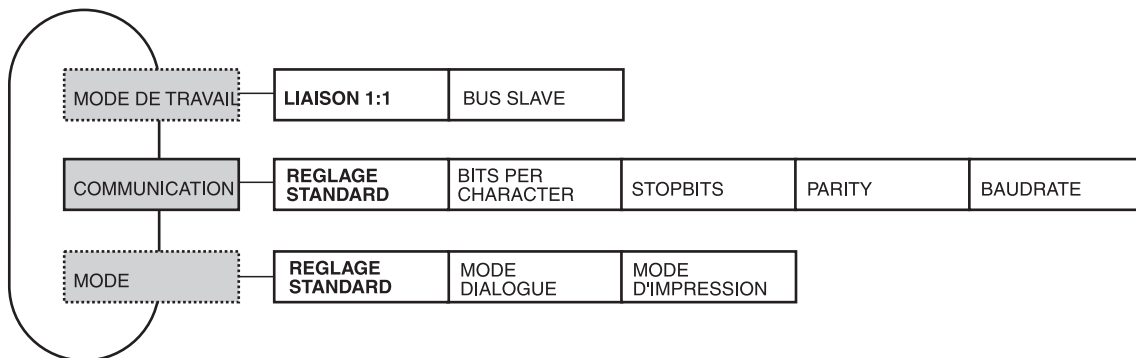 MODE DE TRAVAIL
LIAISON 1:1
BUS SLAVE
COMMUNICATION
REGLAGE
STANDARD
BITS PER
CHARACTER
STOPBITS
PARITY
BAUDRATE
MODE
REGLAGE
STANDARD
MODE
DIALOGUE
MODE
D'IMPRESSION